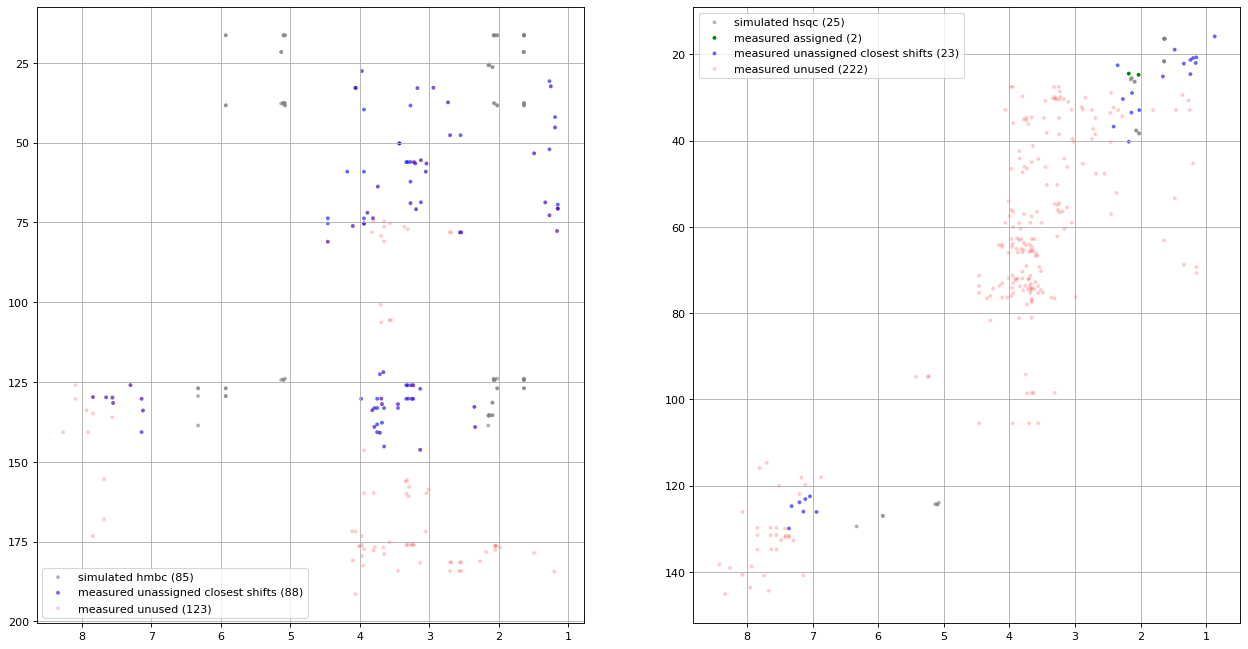 simulated hsqc (25)
measured assigned (2)
measured unassigned closest shifts (23)
measured unused (222)
25
50
75
100
125
150
175
200
simulated hmbc (85)
measured unassigned closest shifts (88)
measured unused (123)
8 7 6 5 4 3 2 1
20
40
60
80
100
120
140
8 7 6 5 4 3 2 1